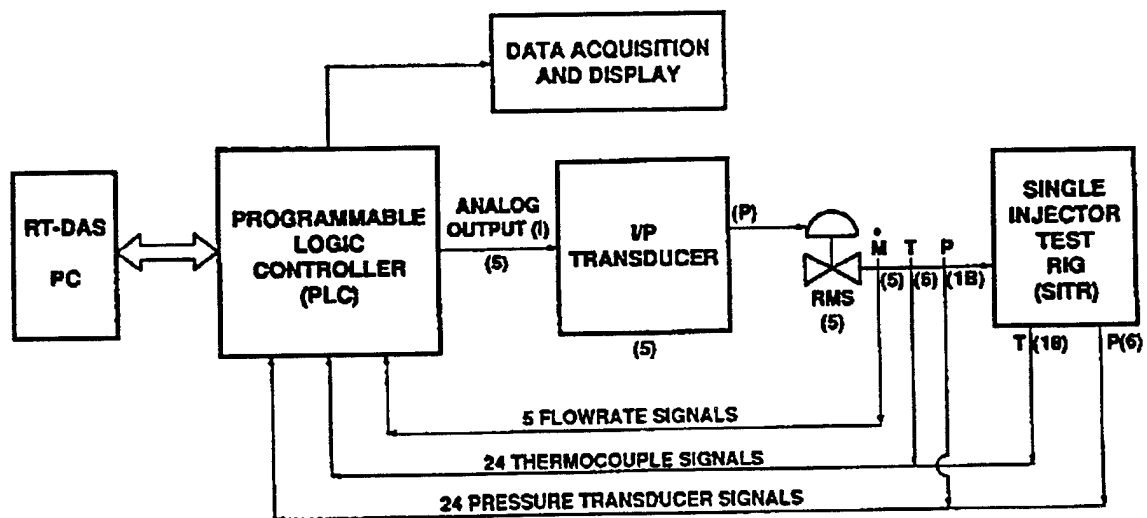 DATA ACQUISITION
AND DISPLAY
RT-DAS
PC
PROGRAMMABLE
LOGIC
CONTROLLER
(PLC)
ANALOG
OUTPUT (I)
(5)
I/P
TRANSDUCER
(5)
(P)
RMS
(5)
Ṁ T P
(5) (6) (18)
SINGLE
INJECTOR
TEST
RIG
(SITR)
T (18) P(6)
5 FLOWRATE SIGNALS
24 THERMOCOUPLE SIGNALS
24 PRESSURE TRANSDUCER SIGNALS